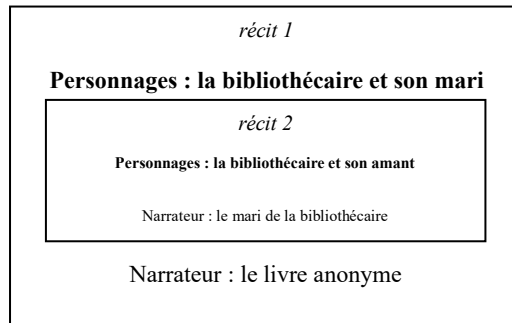 récit 1
Personnages : la bibliothécaire et son mari
récit 2
Personnages : la bibliothécaire et son amant
Narrateur : le mari de la bibliothécaire
Narrateur : le livre anonyme